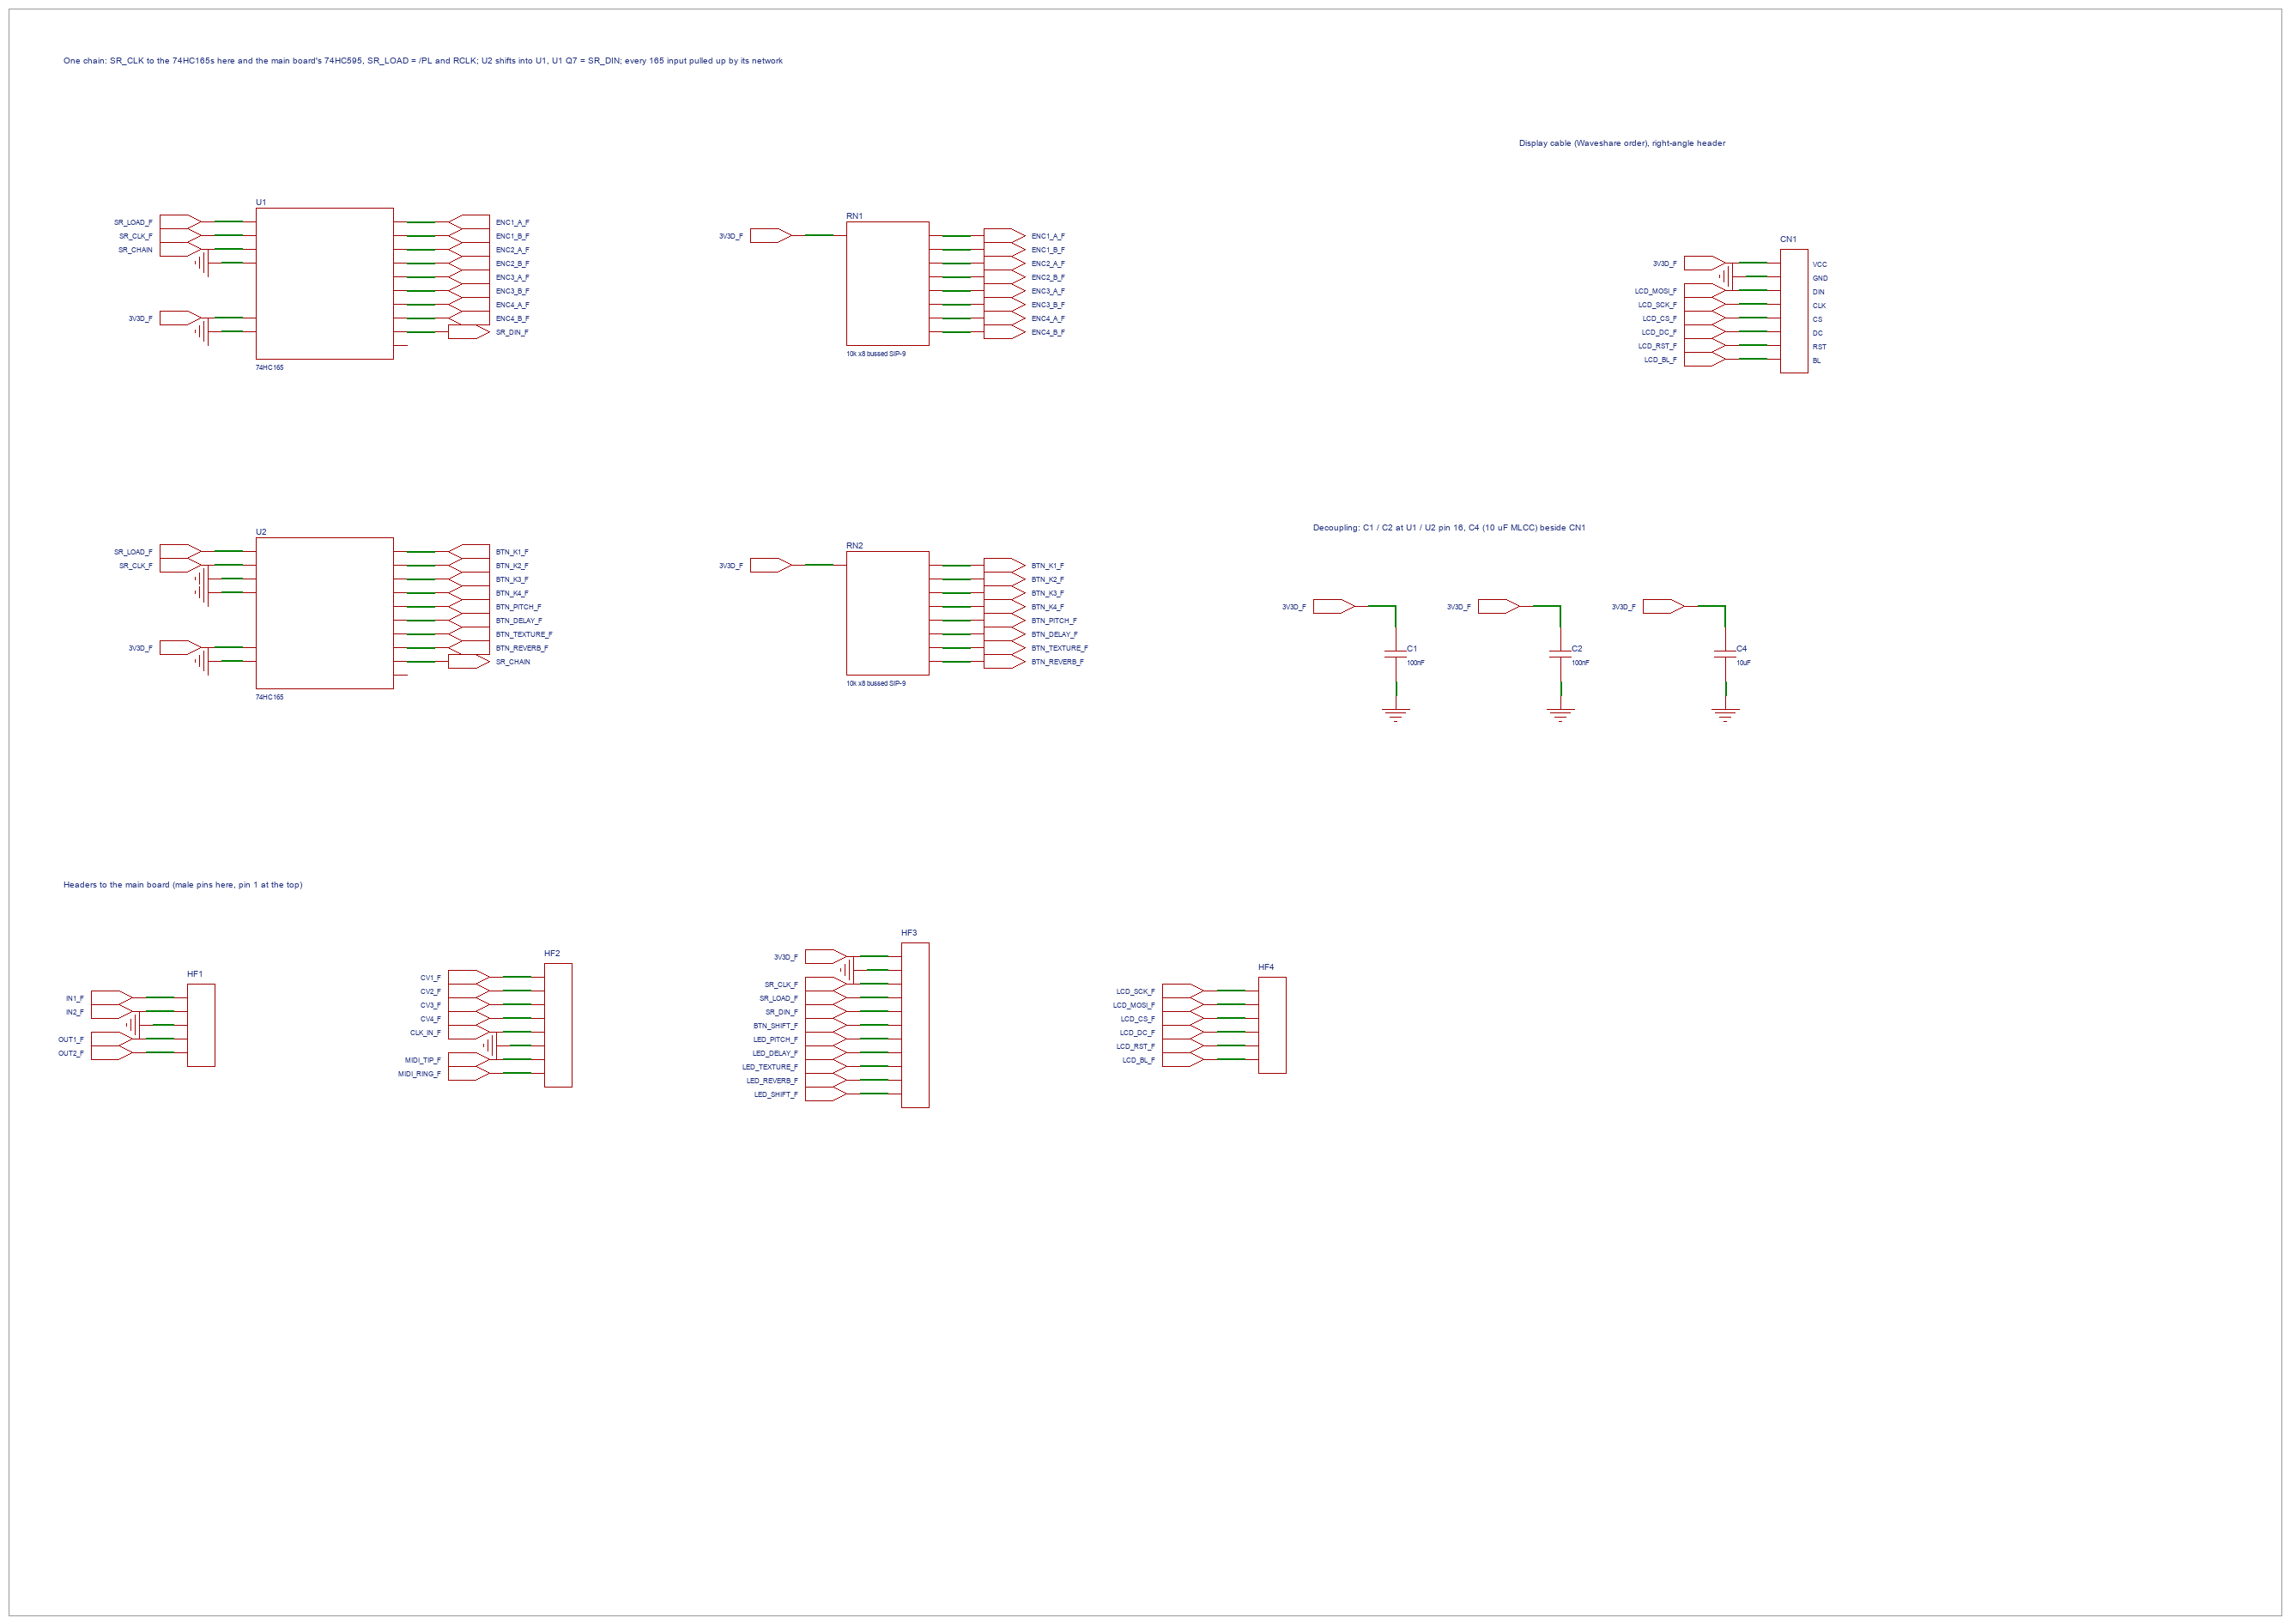 One chain: SR_CLK to the 74HC165s here and the main board's 74HC595, SR_LOAD = /PL and RCLK; U2 shifts into U1, U1 Q7 = SR_DIN; every 165 input pulled up by its network
Display cable (Waveshare order), right-angle header
U1
SR_LOAD_F
SR_CLK_F
SR_CHAIN
3V3D_F
ENC1_A_F
ENC1_B_F
ENC2_A_F
ENC2_B_F
ENC3_A_F
ENC3_B_F
ENC4_A_F
ENC4_B_F
SR_DIN_F
74HC165
RN1
3V3D_F
ENC1_A_F
ENC1_B_F
ENC2_A_F
ENC2_B_F
ENC3_A_F
ENC3_B_F
ENC4_A_F
ENC4_B_F
10k x8 bussed SIP-9
CN1
3V3D_F
LCD_MOSI_F
LCD_SCK_F
LCD_CS_F
LCD_DC_F
LCD_RST_F
LCD_BL_F
VCC
GND
DIN
CLK
CS
DC
RST
BL
U2
SR_LOAD_F
SR_CLK_F
3V3D_F
BTN_K1_F
BTN_K2_F
BTN_K3_F
BTN_K4_F
BTN_PITCH_F
BTN_DELAY_F
BTN_TEXTURE_F
BTN_REVERB_F
SR_CHAIN
74HC165
RN2
3V3D_F
BTN_K1_F
BTN_K2_F
BTN_K3_F
BTN_K4_F
BTN_PITCH_F
BTN_DELAY_F
BTN_TEXTURE_F
BTN_REVERB_F
10k x8 bussed SIP-9
Decoupling: C1 / C2 at U1 / U2 pin 16, C4 (10 uF MLCC) beside CN1
3V3D_F
C1
100nF
3V3D_F
C2
100nF
3V3D_F
C4
10uF
Headers to the main board (male pins here, pin 1 at the top)
HF1
IN1_F
IN2_F
OUT1_F
OUT2_F
HF2
CV1_F
CV2_F
CV3_F
CV4_F
CLK_IN_F
MIDI_TIP_F
MIDI_RING_F
HF3
3V3D_F
SR_CLK_F
SR_LOAD_F
SR_DIN_F
BTN_SHIFT_F
LED_PITCH_F
LED_DELAY_F
LED_TEXTURE_F
LED_REVERB_F
LED_SHIFT_F
HF4
LCD_SCK_F
LCD_MOSI_F
LCD_CS_F
LCD_DC_F
LCD_RST_F
LCD_BL_F